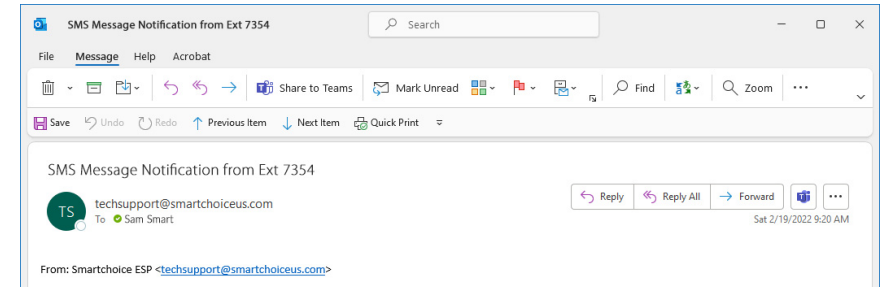 SMS Message Notification from Ext 7354
Search
File Message Help Acrobat
Share to Teams Mark Unread Find Zoom
Save Undo Redo Previous Item Next Item Quick Print
SMS Message Notification from Ext 7354
TS
techsupport@smartchoiceus.com
To Sam Smart
Reply Reply All Forward
Sat 2/19/2022 9:20 AM
From: Smartchoice ESP <techsupport@smartchoiceus.com>